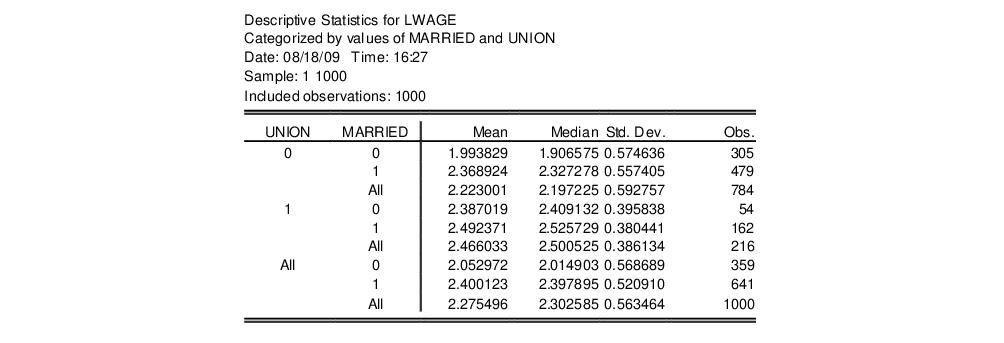 Descriptive Statistics for LWAGE
Categorized by values of MARRIED and UNION
Date: 08/18/09 Time: 16:27
Sample: 1 1000
Included observations: 1000
UNION MARRIED Mean Median Std. Dev. Obs.
0 0 1.993829 1.906575 0.574636 305
1 2.368924 2.327278 0.557405 479
All 2.223001 2.197225 0.592757 784
1 0 2.387019 2.409132 0.395838 54
1 2.492371 2.525729 0.380441 162
All 2.466033 2.500525 0.386134 216
All 0 2.052972 2.014903 0.568689 359
1 2.400123 2.397895 0.520910 641
All 2.275496 2.302585 0.563464 1000